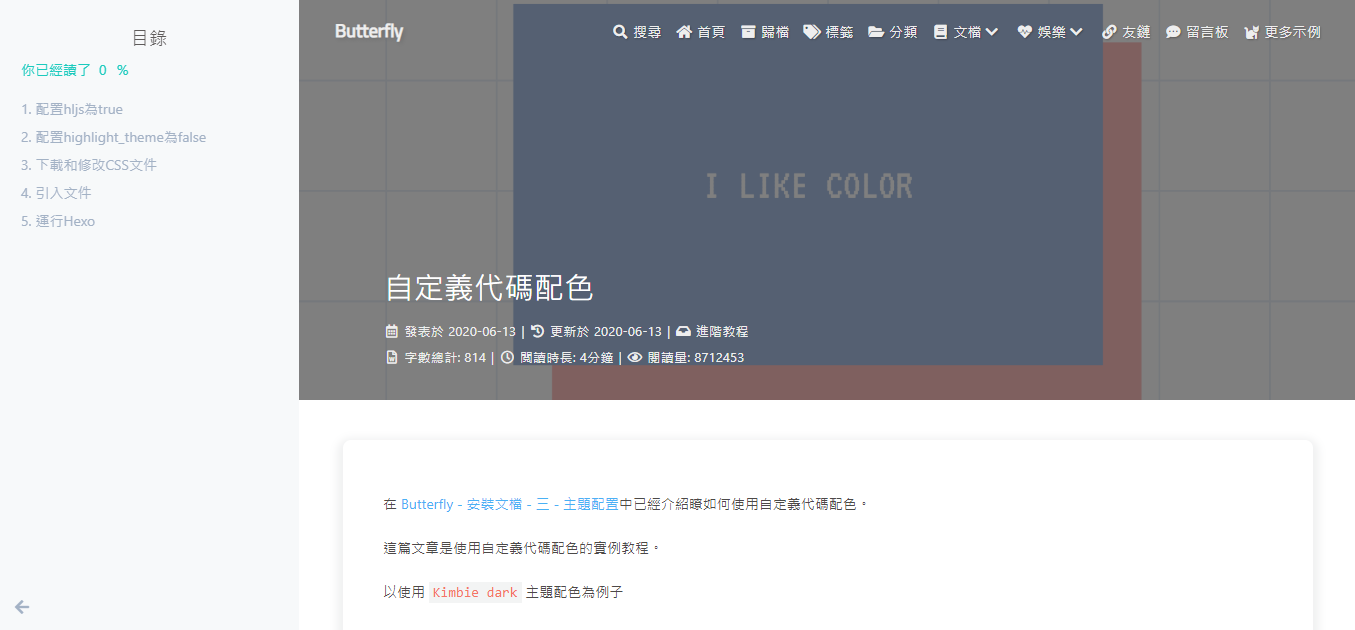 目錄
你已經讀了 0 %
1. 配置hljs為true
2. 配置highlight_theme為false
3. 下載和修改CSS文件
4. 引入文件
5. 運行Hexo
Butterfly 搜尋 首頁 歸檔 標籤 分類 文檔 娛樂 友鏈 留言板 更多示例
I LIKE COLOR
自定義代碼配色
發表於 2020-06-13 | 更新於 2020-06-13 | 進階教程
字數總計: 814 | 閱讀時長: 4分鐘 | 閱讀量: 8712453
在 Butterfly - 安裝文檔 - 三 - 主題配置中已經介紹瞭如何使用自定義代碼配色。
這篇文章是使用自定義代碼配色的實例教程。
以使用 Kimbie dark 主題配色為例子